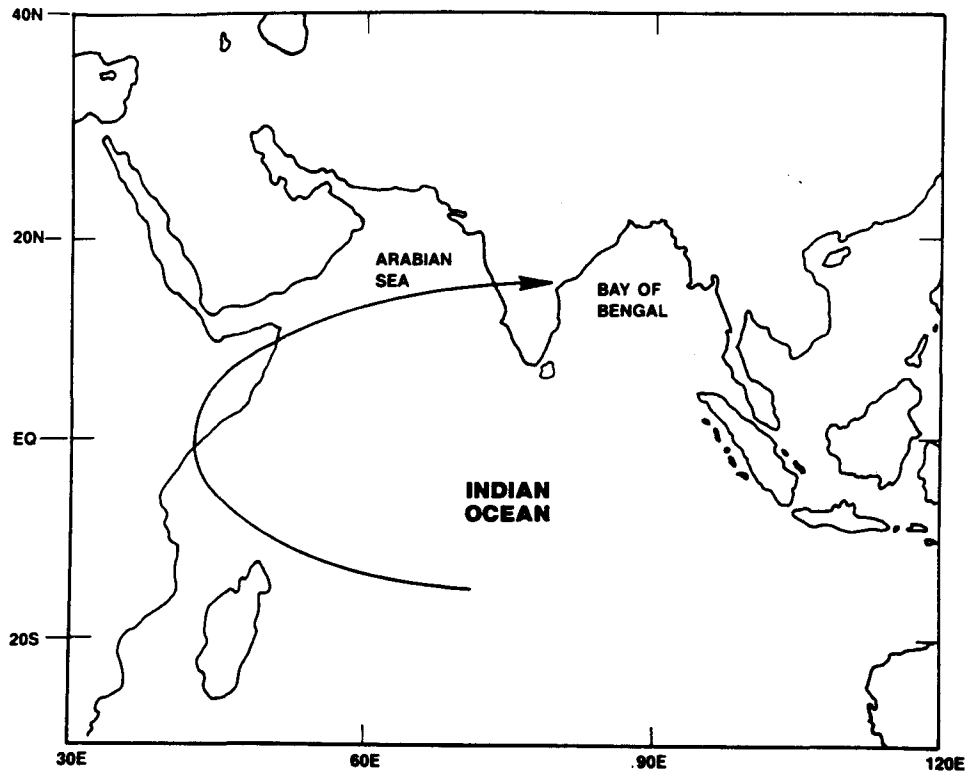 40N
20N
ARABIAN
SEA
BAY OF
BENGAL
EQ
INDIAN
OCEAN
20S
30E
60E
90E
120E